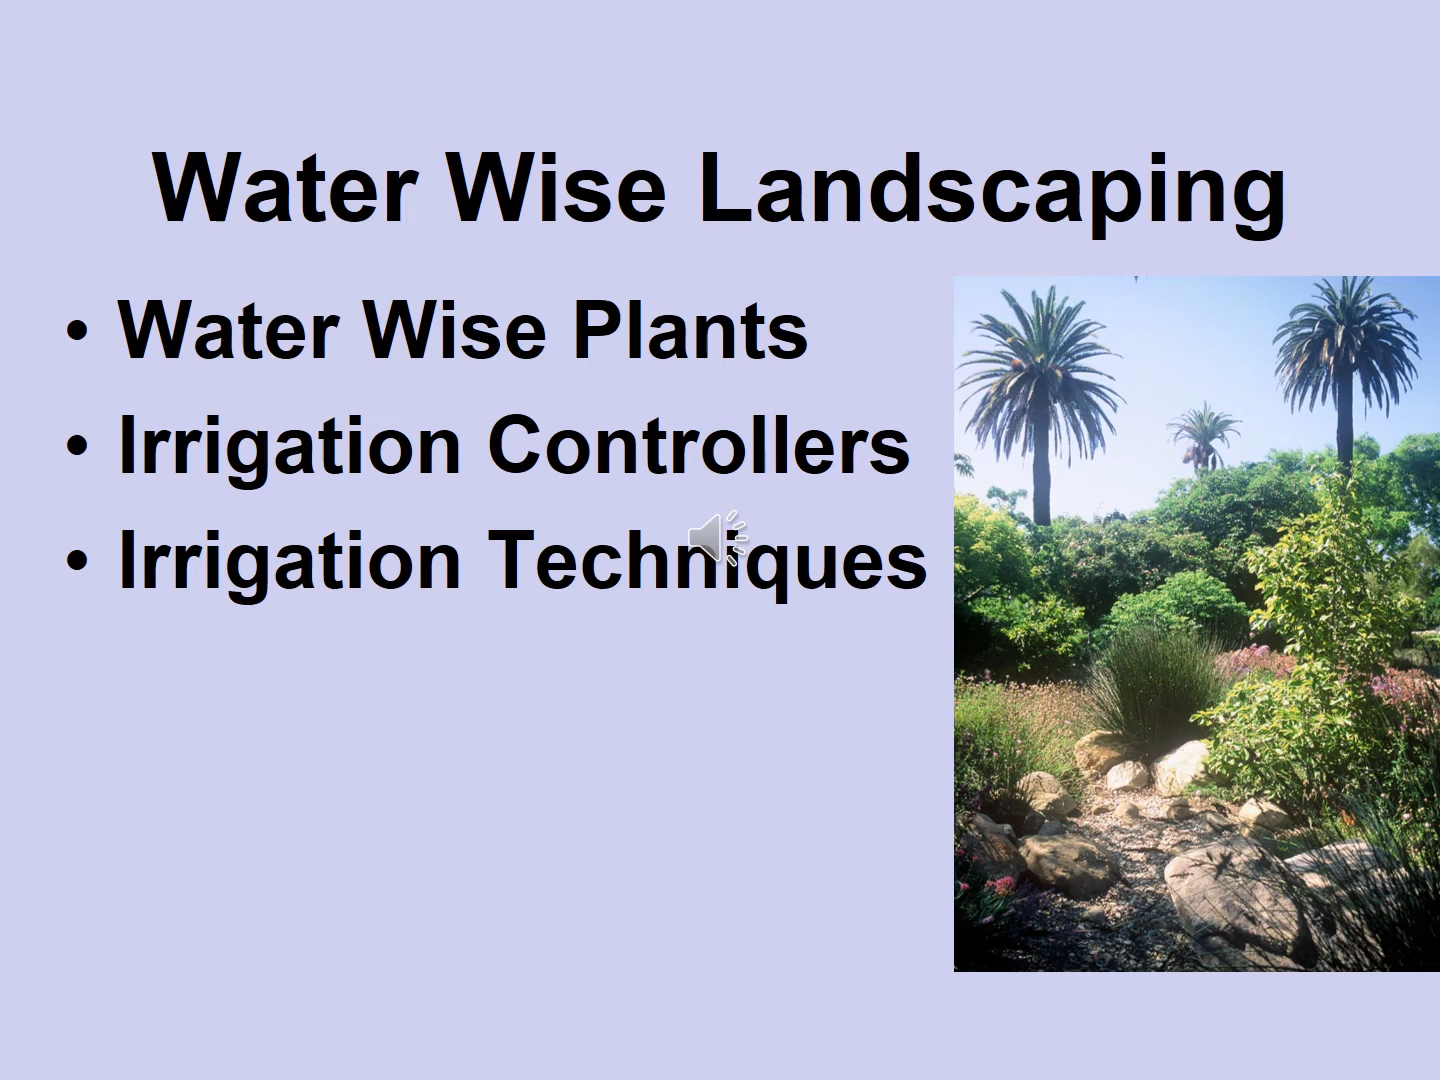 Water Wise Landscaping
• Water Wise Plants
• Irrigation Controllers
• Irrigation Techniques